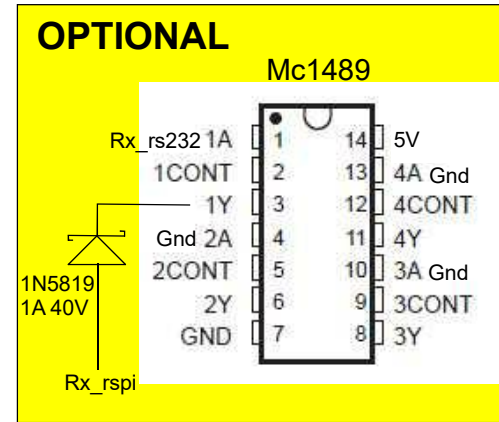 OPTIONAL
Mc1489
Rx_rs232 1A 1 14 5V
1CONT 2 13 4A Gnd
1Y 3 12 4CONT
Gnd 2A 4 11 4Y
2CONT 5 10 3A Gnd
2Y 6 9 3CONT
GND 7 8 3Y
1N5819
1A 40V
Rx_rspi